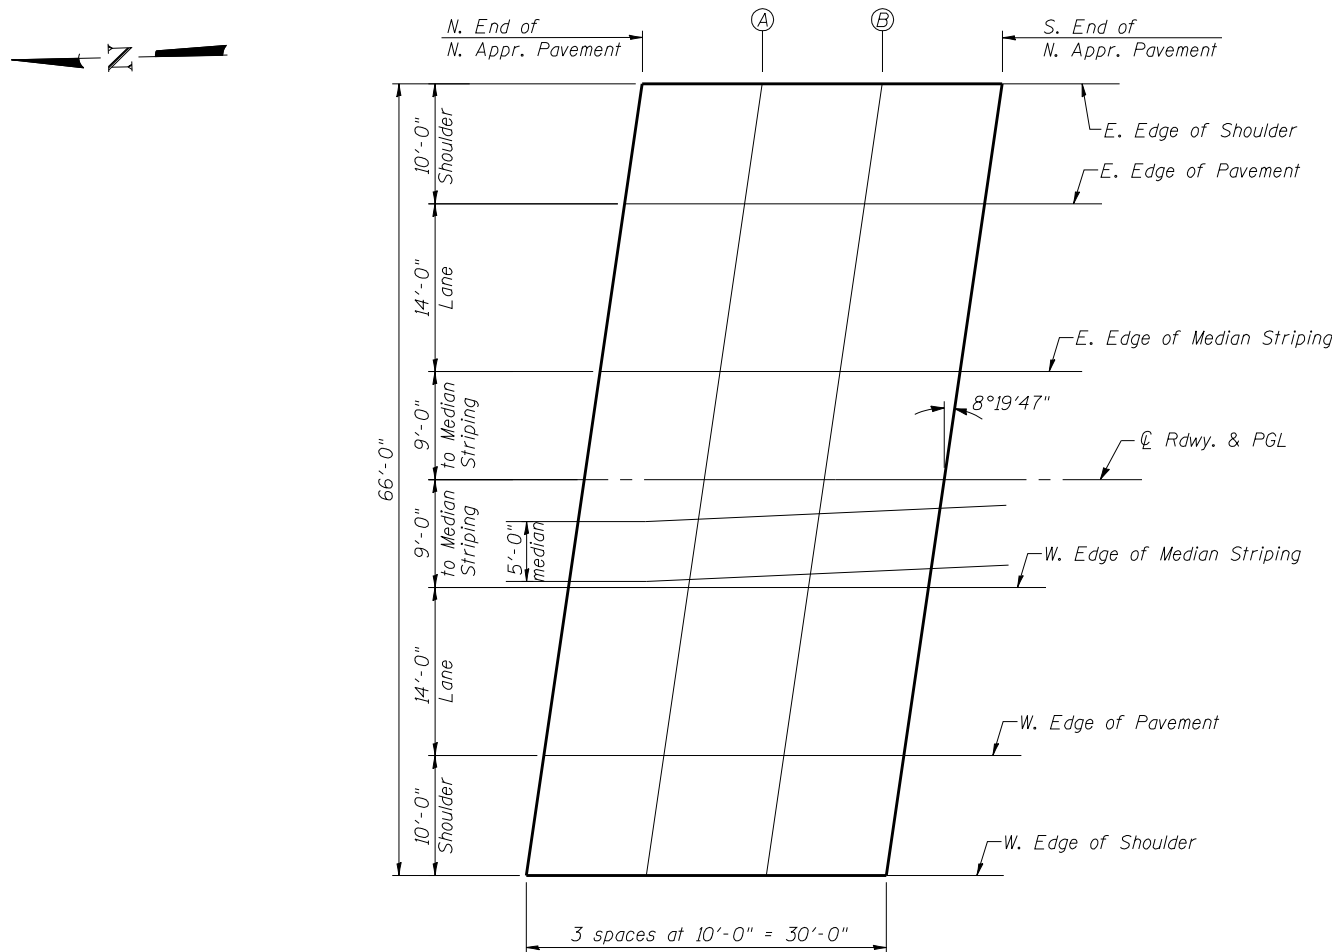 N. End of
N. Appr. Pavement
A
B
S. End of
N. Appr. Pavement
N
10'-0"
Shoulder
E. Edge of Shoulder
E. Edge of Pavement
14'-0"
Lane
E. Edge of Median Striping
9'-0"
to Median
Striping
8°19'47"
66'-0"
℄ Rdwy. & PGL
9'-0"
to Median
Striping
5'-0"
median
W. Edge of Median Striping
14'-0"
Lane
W. Edge of Pavement
10'-0"
Shoulder
W. Edge of Shoulder
3 spaces at 10'-0" = 30'-0"